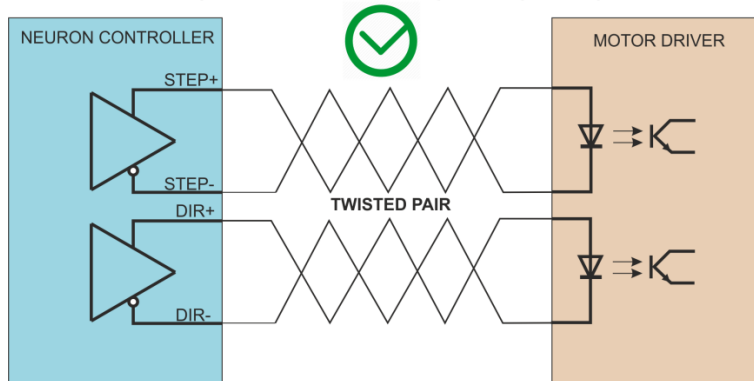 NEURON CONTROLLER
MOTOR DRIVER
STEP+
STEP-
TWISTED PAIR
DIR+
DIR-